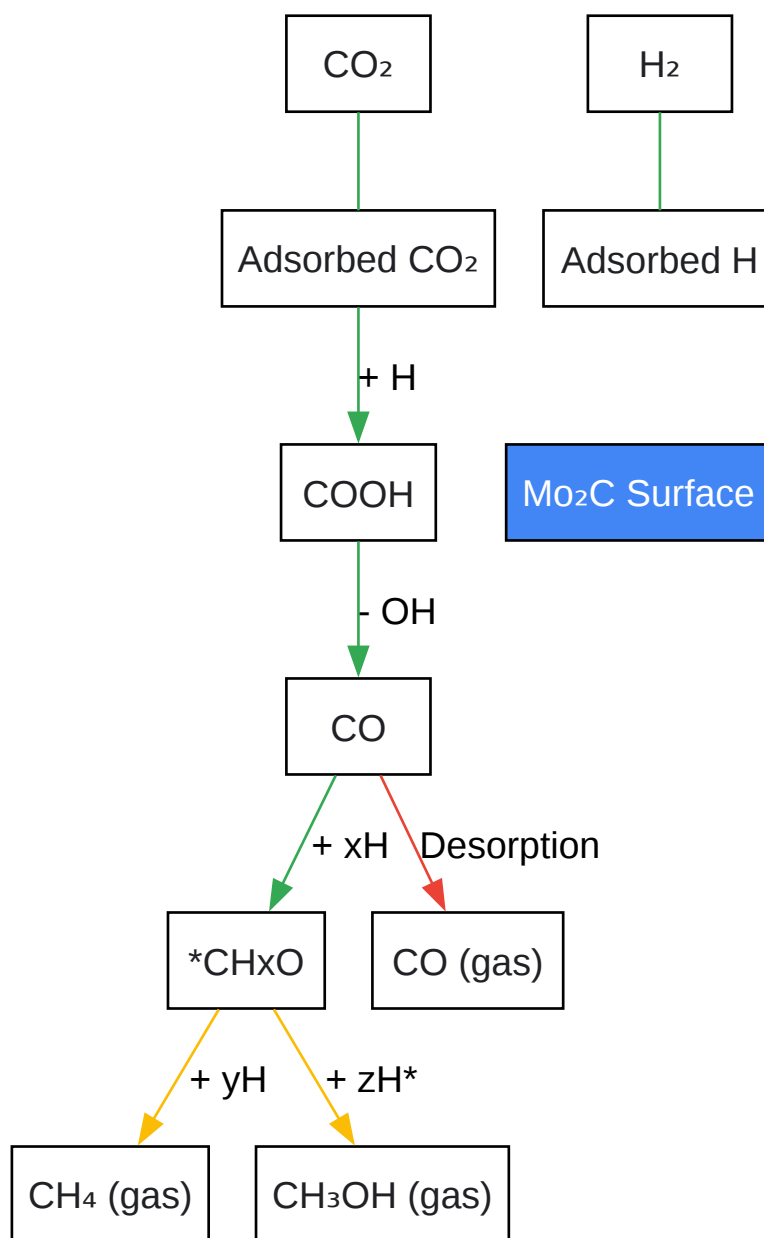 CO₂
H₂
Adsorbed CO₂
Adsorbed H
+ H
COOH
Mo₂C Surface
- OH
CO
+ xH
Desorption
*CHxO
CO (gas)
+ yH
+ zH*
CH₄ (gas)
CH₃OH (gas)